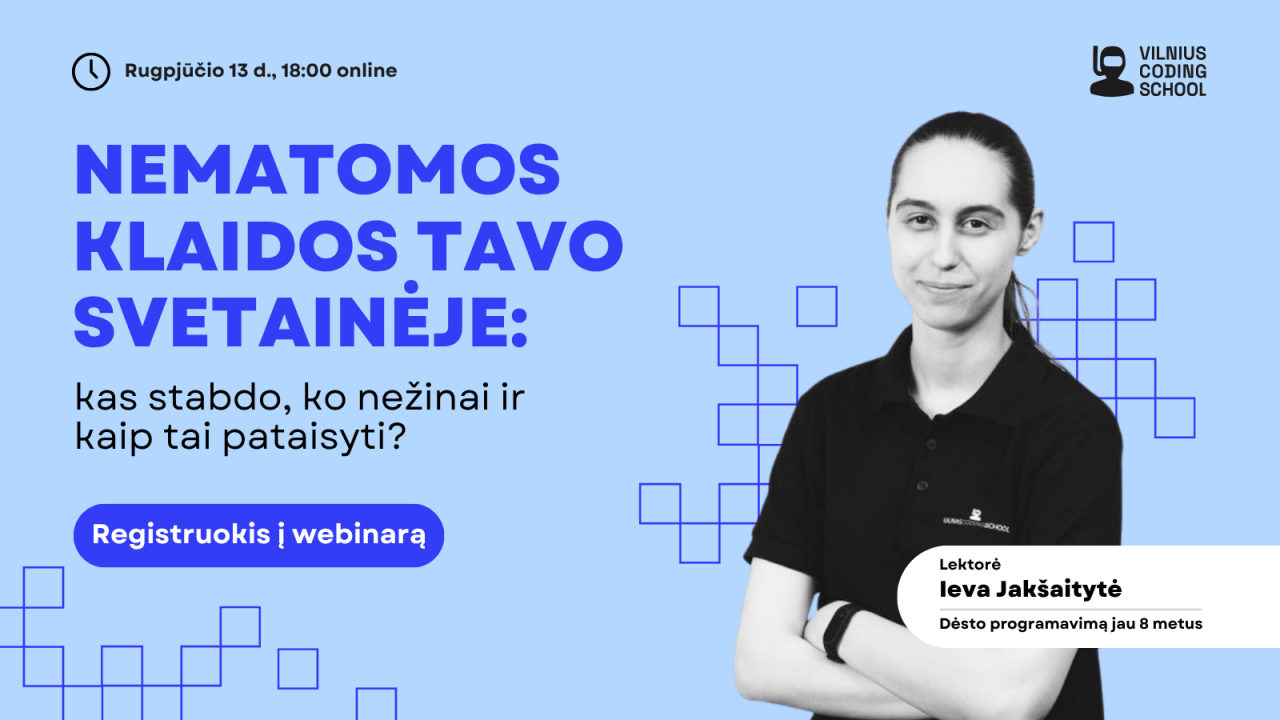 Rugpjūčio 13 d., 18:00 online
VILNIUS
CODING
SCHOOL
NEMATOMOS
KLAIDOS TAVO
SVETAINĖJE:
kas stabdo, ko nežinai ir
kaip tai pataisyti?
Registruokis į webinarą
KAUNASCODINGSCHOOL
Lektorė
Ieva Jakšaitytė
Dėsto programavimą jau 8 metus